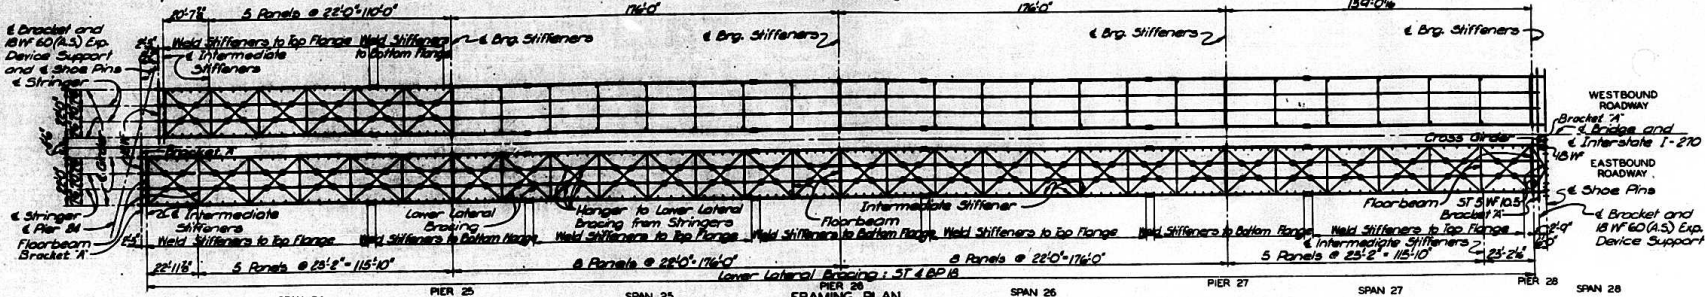 20'-7⅞"
5 Panels @ 22'-0"=110'-0"
176'-0"
176'-0"
℄ Bracket and
18 WF 60 (A.S.) Exp.
Device Support
and ℄ Shoe Pins
℄ Stringer
Weld Stiffeners to Top Flange
Weld Stiffeners
to Bottom Flange
℄ Intermediate
Stiffeners
℄ Brg. Stiffeners
℄ Brg. Stiffeners
℄ Brg. Stiffeners
℄ Brg. Stiffeners
WESTBOUND
ROADWAY
Bracket "A"
℄ Bridge and
℄ Interstate I-270
Cross Girder
18 WF
EASTBOUND
ROADWAY
℄ Girder
Bracket "A"
℄ Shoe Pins
℄ Stringer
℄ Pier 24
Floorbeam
Bracket "A"
℄ Intermediate
Stiffeners
Lower Lateral
Bracing
Hanger to Lower Lateral
Bracing from Stringers
Floorbeam
Intermediate Stiffener
Floorbeam
ST 5 WF 10.5
Bracket "A"
℄ Bracket and
18 WF 60 (A.S.) Exp.
Device Support
Weld Stiffeners to Top Flange
Weld Stiffeners to Bottom Flange
Weld Stiffeners to Top Flange
Weld Stiffeners to Bottom Flange
Weld Stiffeners to Top Flange
Weld Stiffeners to Bottom Flange
Weld Stiffeners to Top Flange
℄ Intermediate Stiffeners
5 Panels @ 23'-2"=115'-10"
8 Panels @ 22'-0"=176'-0"
8 Panels @ 22'-0"=176'-0"
5 Panels @ 23'-2"=115'-10"
Lower Lateral Bracing: ST 4 BP 18
PIER 25
SPAN 25
PIER 26
FRAMING PLAN
SPAN 26
PIER 27
SPAN 27
PIER 28
SPAN 28